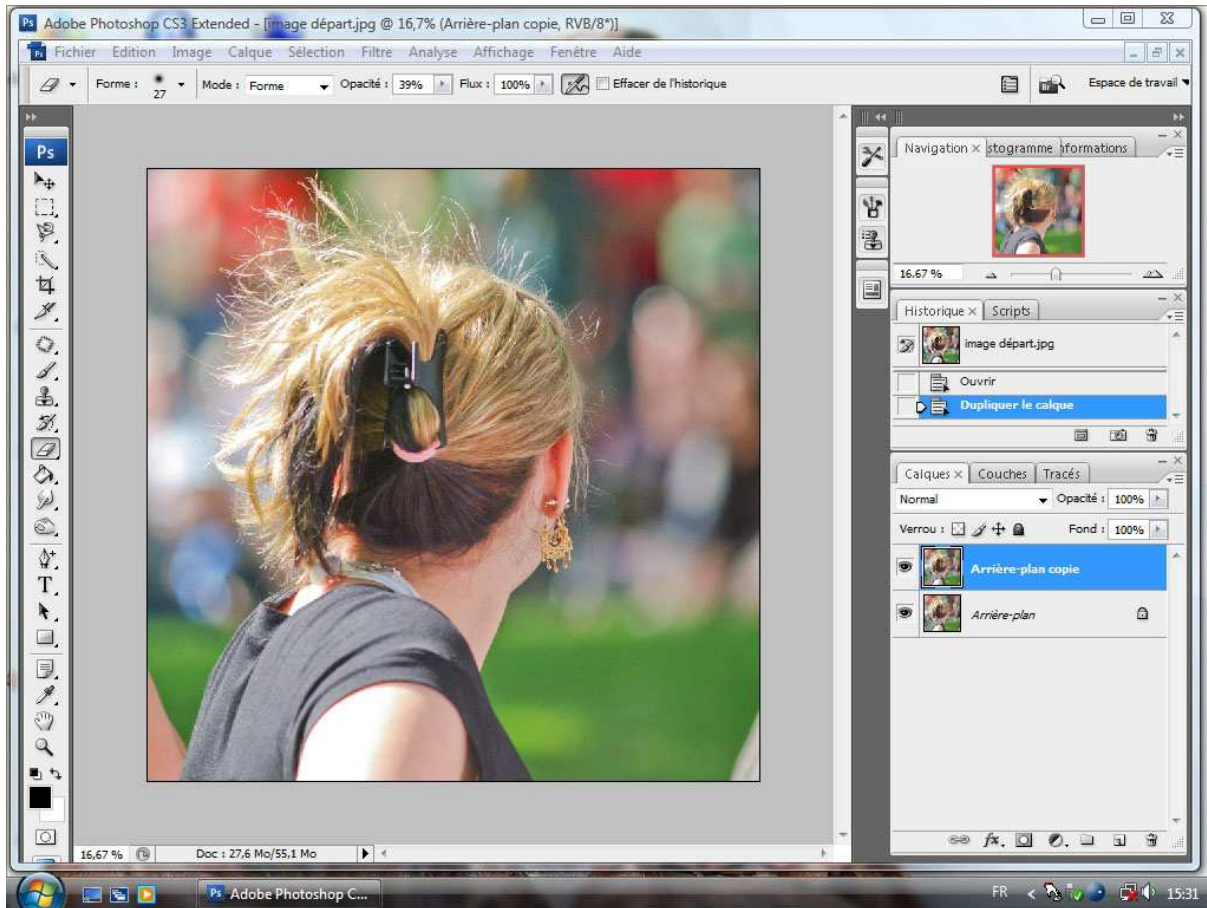 Adobe Photoshop CS3 Extended - [image départ.jpg @ 16,7% (Arrière-plan copie, RVB/8*)]
Fichier Edition Image Calque Sélection Filtre Analyse Affichage Fenêtre Aide
Forme : 27 Mode : Forme Opacité : 39% Flux : 100% Effacer de l'historique Espace de travail
Ps
Navigation × stogramme nformations
16.67 %
Historique × Scripts
image départ.jpg
Ouvrir
Dupliquer le calque
Calques × Couches Tracés
Normal Opacité : 100%
Verrou : Fond : 100%
Arrière-plan copie
Arrière-plan
16,67 % Doc : 27,6 Mo/55,1 Mo
Ps Adobe Photoshop C... FR 15:31